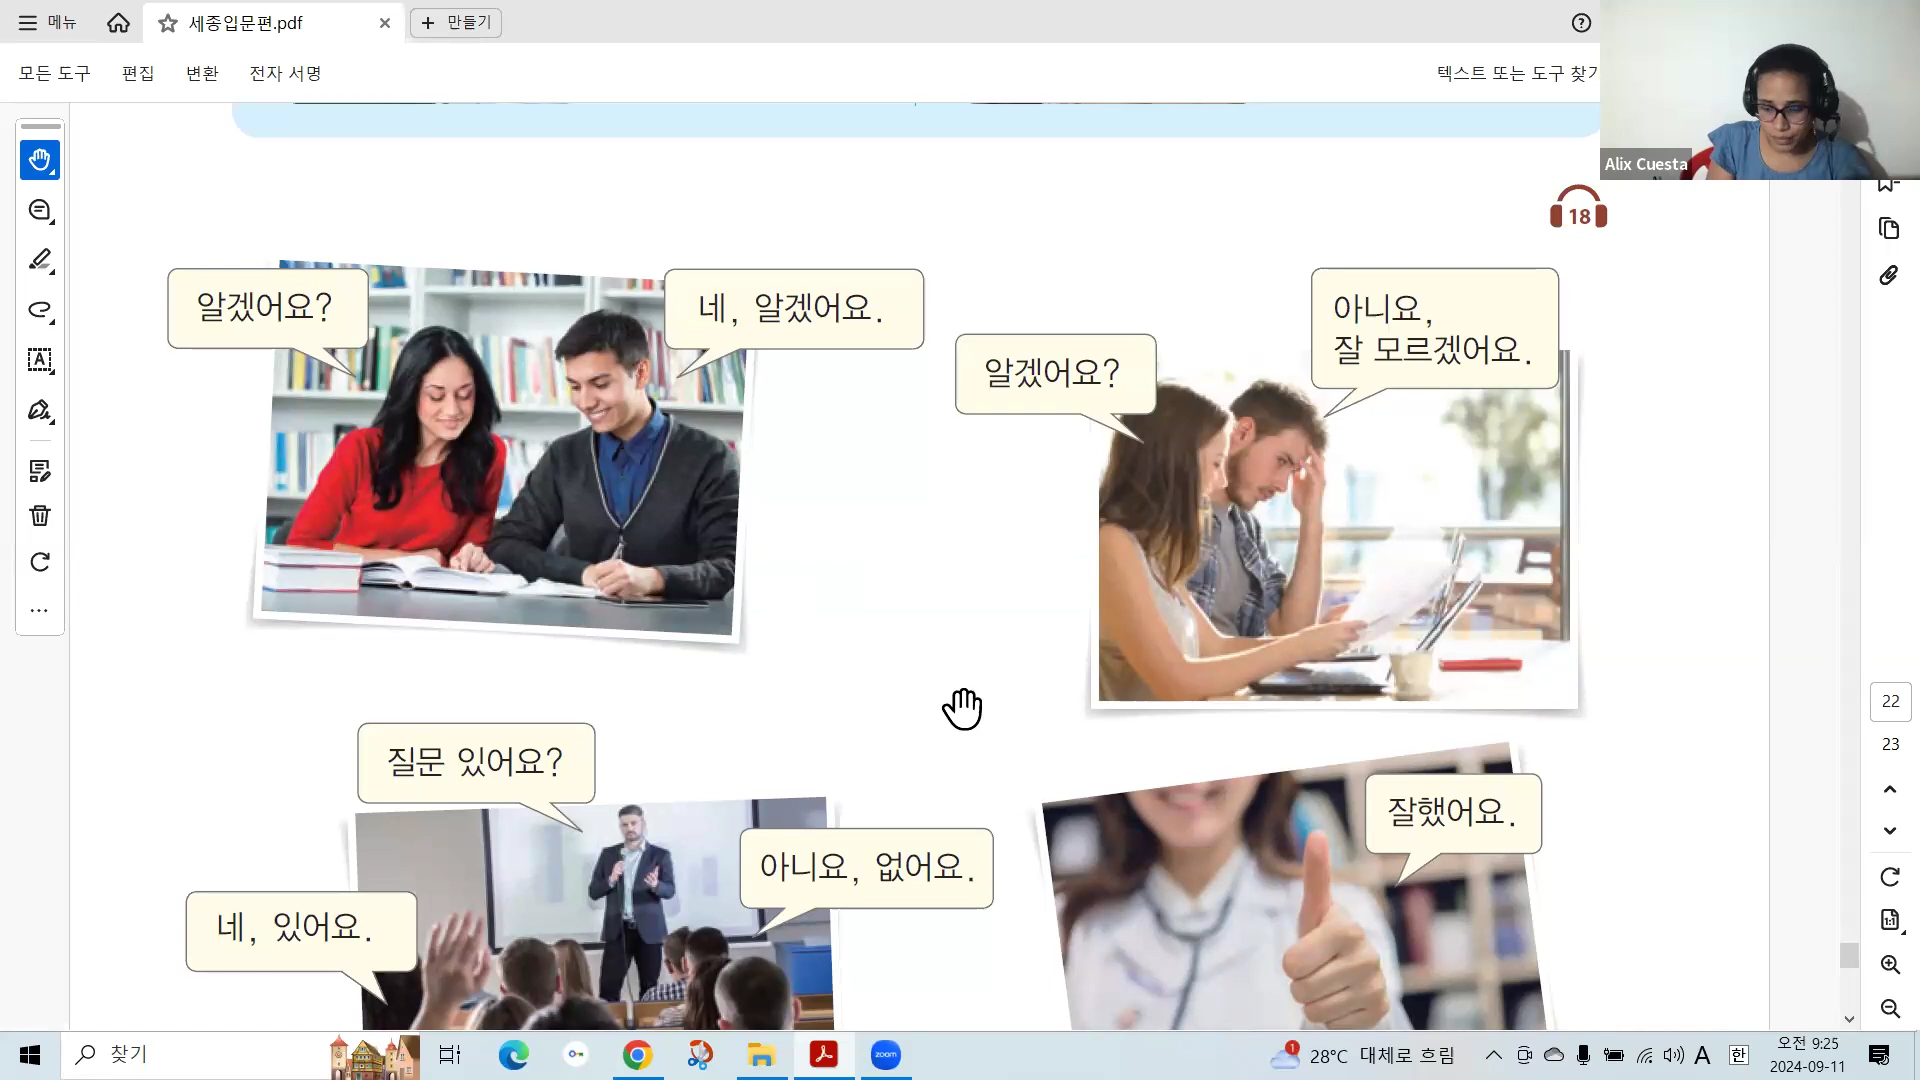 메뉴
세종입문편.pdf
만들기
모든 도구
편집
변환
전자 서명
텍스트 또는 도구 찾기
Alix Cuesta
18
알겠어요?
네, 알겠어요.
알겠어요?
아니요,
잘 모르겠어요.
질문 있어요?
아니요, 없어요.
네, 있어요.
잘했어요.
22
23
찾기
zoom
1
28°C 대체로 흐림
A
한
오전 9:25
2024-09-11